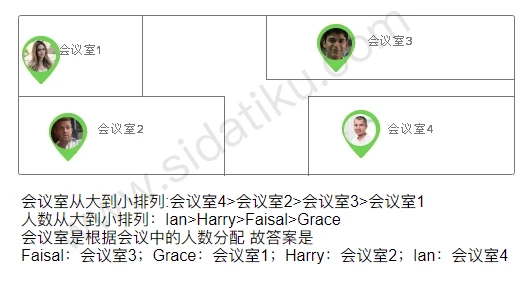 会议室1
会议室3
会议室2
会议室4
www.sidatiku.com
会议室从大到小排列:会议室4>会议室2>会议室3>会议室1
人数从大到小排列：Ian>Harry>Faisal>Grace
会议室是根据会议中的人数分配 故答案是
Faisal：会议室3；Grace：会议室1；Harry：会议室2；Ian：会议室4